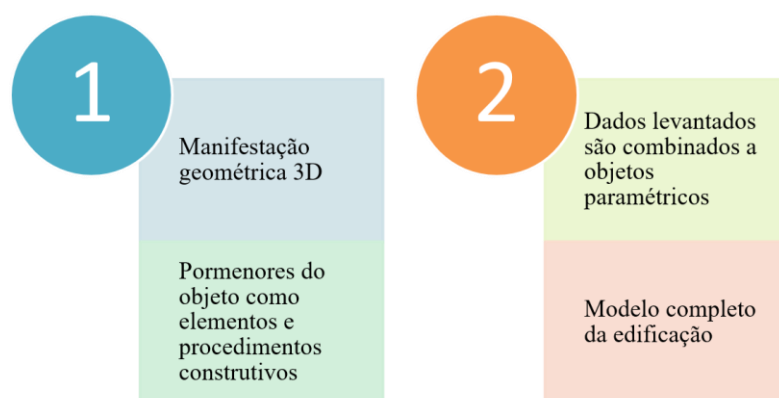 1
Manifestação
geométrica 3D
Pormenores do
objeto como
elementos e
procedimentos
construtivos
2
Dados levantados
são combinados a
objetos
paramétricos
Modelo completo
da edificação